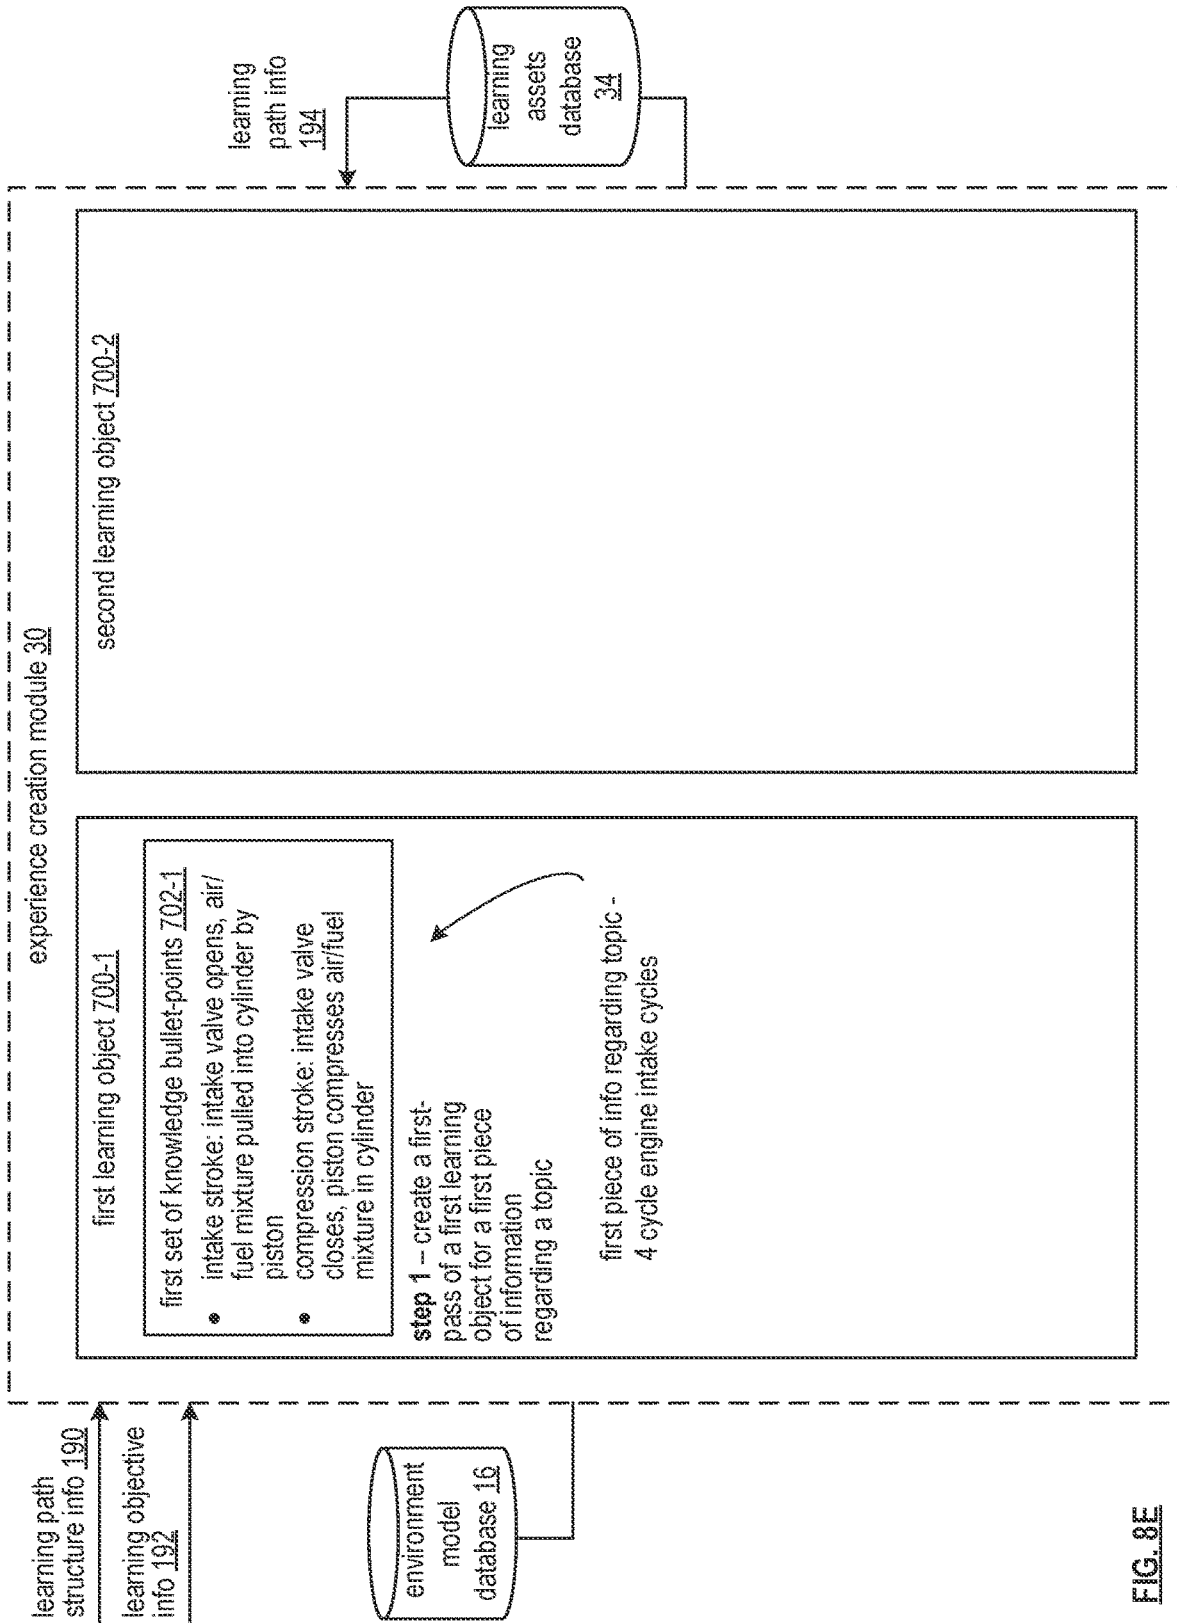 experience creation module 30
learning path
structure info 190
learning objective
info 192
environment
model
database 16
first learning object 700-1
first set of knowledge bullet-points 702-1
• intake stroke: intake valve opens, air/
fuel mixture pulled into cylinder by
piston
• compression stroke: intake valve
closes, piston compresses air/fuel
mixture in cylinder
step 1 – create a first-
pass of a first learning
object for a first piece
of information
regarding a topic
first piece of info regarding topic -
4 cycle engine intake cycles
second learning object 700-2
learning
path info
194
learning
assets
database
34
FIG. 8E